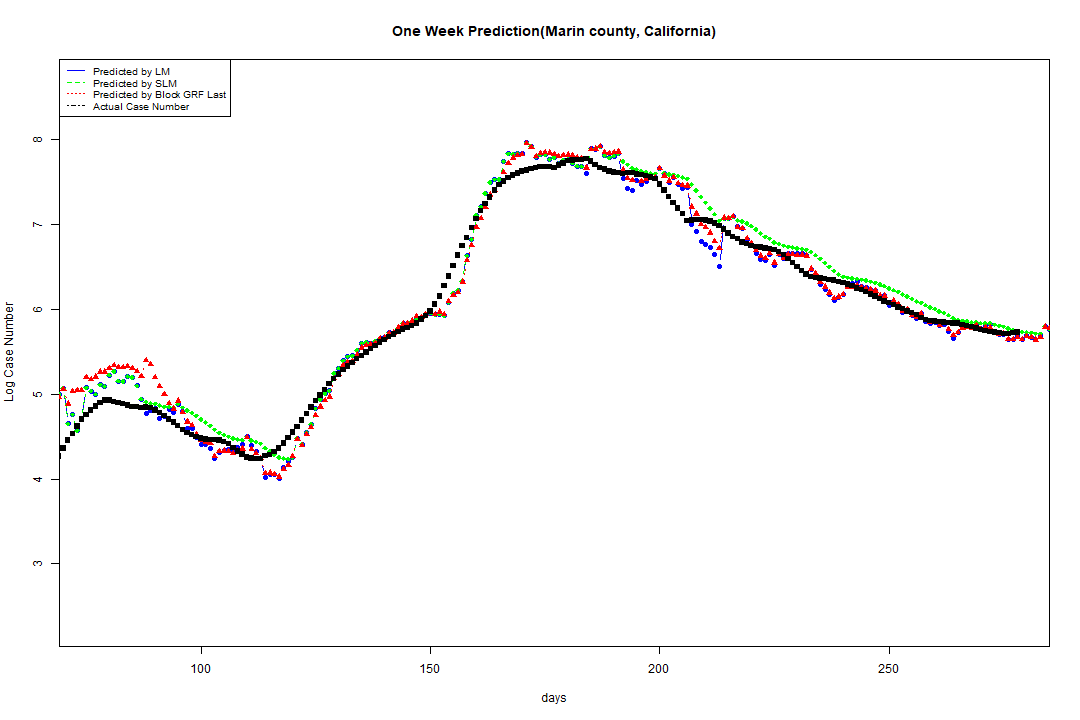 One Week Prediction(Marin county, California)
Predicted by LM
Predicted by SLM
Predicted by Block GRF Last
Actual Case Number
8
7
6
5
4
3
Log Case Number
100 150 200 250
days